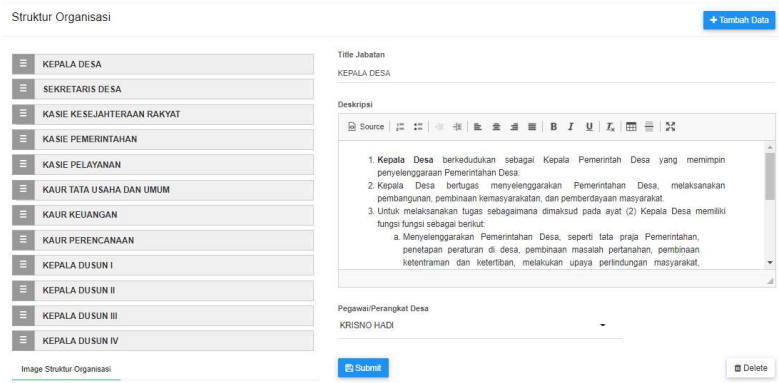 Struktur Organisasi
Tambah Data
KEPALA DESA
SEKRETARIS DESA
KASIE KESEJAHTERAAN RAKYAT
KASIE PEMERINTAHAN
KASIE PELAYANAN
KAUR TATA USAHA DAN UMUM
KAUR KEUANGAN
KAUR PERENCANAAN
KEPALA DUSUN I
KEPALA DUSUN II
KEPALA DUSUN III
KEPALA DUSUN IV
Image Struktur Organisasi
Title Jabatan
KEPALA DESA
Deskripsi
Source
1. Kepala Desa berkedudukan sebagai Kepala Pemerintah Desa yang memimpin
penyelenggaraan Pemerintahan Desa.
2. Kepala Desa bertugas menyelenggarakan Pemerintahan Desa, melaksanakan
pembangunan, pembinaan kemasyarakatan, dan pemberdayaan masyarakat.
3. Untuk melaksanakan tugas sebagaimana dimaksud pada ayat (2) Kepala Desa memiliki
fungsi fungsi sebagai berikut:
a. Menyelenggarakan Pemerintahan Desa, seperti tata praja Pemerintahan,
penetapan peraturan di desa, pembinaan masalah pertanahan, pembinaan
ketentraman dan ketertiban, melakukan upaya perlindungan masyarakat,
Pegawai/Perangkat Desa
KRISNO HADI
Submit
Delete